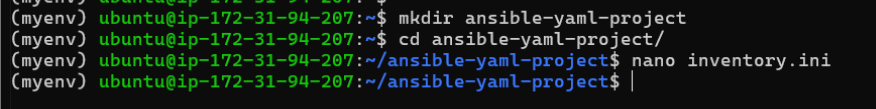 (myenv) ubuntu@ip-172-31-94-207:~$ mkdir ansible-yaml-project
(myenv) ubuntu@ip-172-31-94-207:~$ cd ansible-yaml-project/
(myenv) ubuntu@ip-172-31-94-207:~/ansible-yaml-project$ nano inventory.ini
(myenv) ubuntu@ip-172-31-94-207:~/ansible-yaml-project$